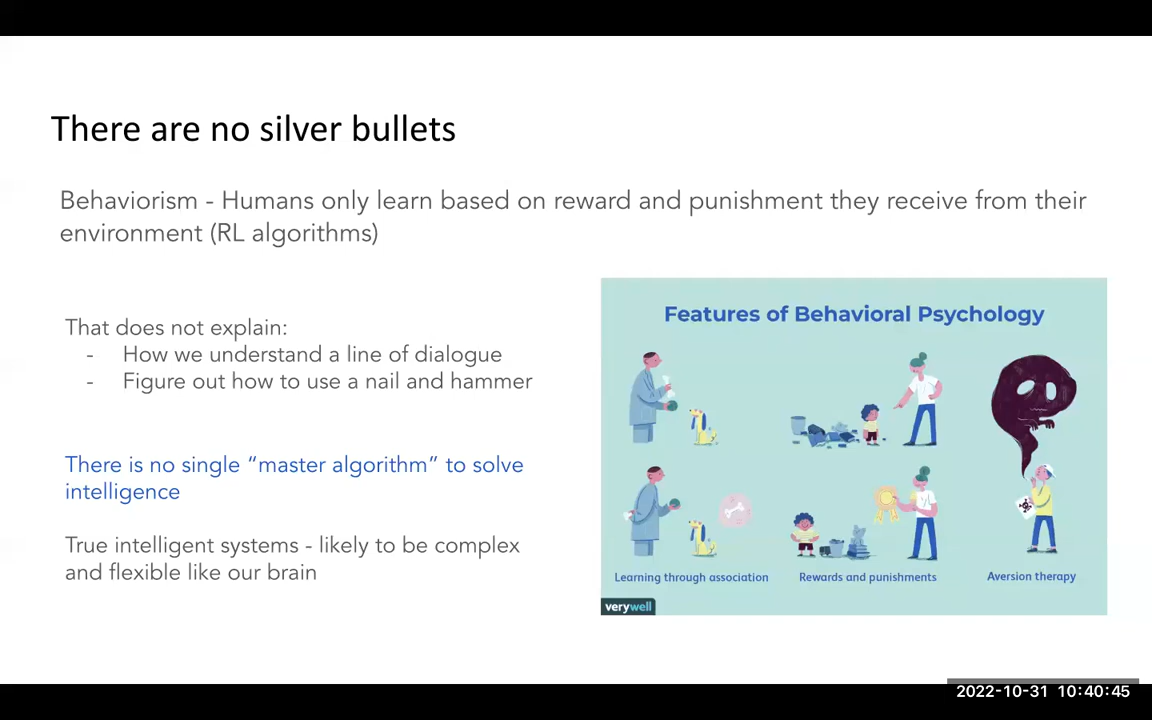 There are no silver bullets
Behaviorism - Humans only learn based on reward and punishment they receive from their
environment (RL algorithms)
That does not explain:
- How we understand a line of dialogue
- Figure out how to use a nail and hammer
There is no single “master algorithm” to solve
intelligence
True intelligent systems - likely to be complex
and flexible like our brain
Features of Behavioral Psychology
Learning through association
Rewards and punishments
Aversion therapy
verywell
2022-10-31 10:40:45